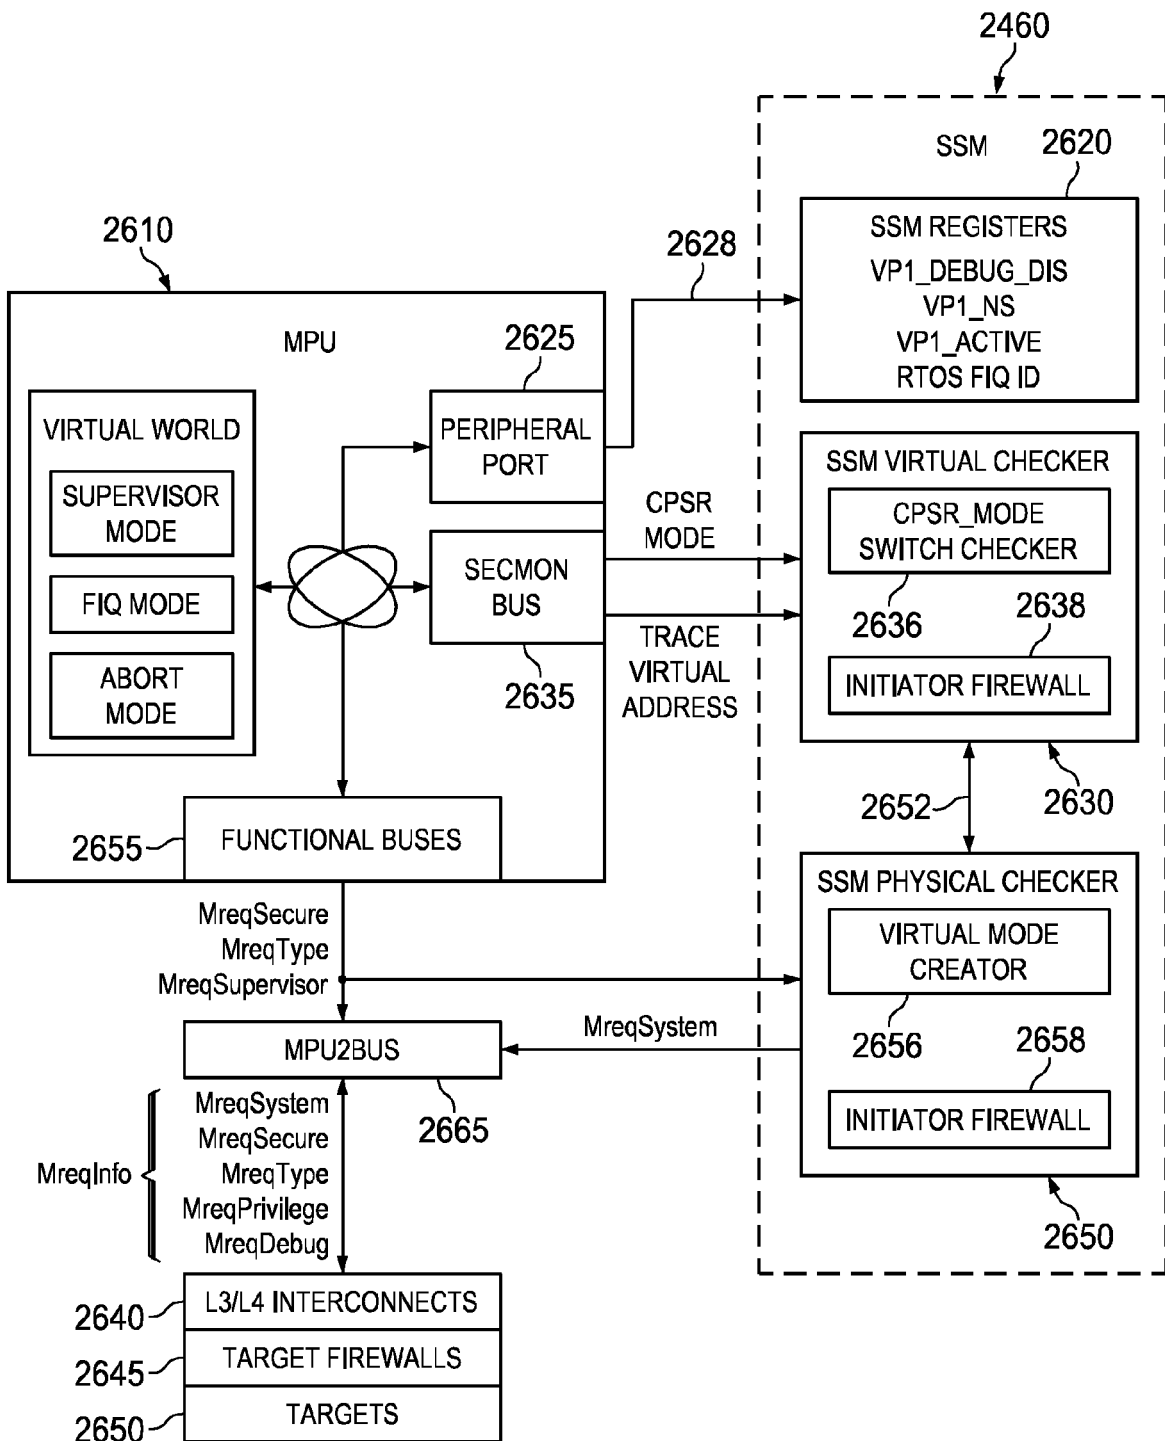 2460
SSM
2620
SSM REGISTERS
VP1_DEBUG_DIS
VP1_NS
VP1_ACTIVE
RTOS FIQ ID
2610
2628
MPU
2625
VIRTUAL WORLD
PERIPHERAL
PORT
SUPERVISOR
MODE
FIQ MODE
ABORT
MODE
SECMON
BUS
2635
CPSR
MODE
TRACE
VIRTUAL
ADDRESS
SSM VIRTUAL CHECKER
CPSR_MODE
SWITCH CHECKER
2636
2638
INITIATOR FIREWALL
2652
2630
2655
FUNCTIONAL BUSES
SSM PHYSICAL CHECKER
VIRTUAL MODE
CREATOR
2656
2658
INITIATOR FIREWALL
2650
MreqSecure
MreqType
MreqSupervisor
MreqSystem
MPU2BUS
2665
MreqInfo
MreqSystem
MreqSecure
MreqType
MreqPrivilege
MreqDebug
2640
L3/L4 INTERCONNECTS
2645
TARGET FIREWALLS
2650
TARGETS